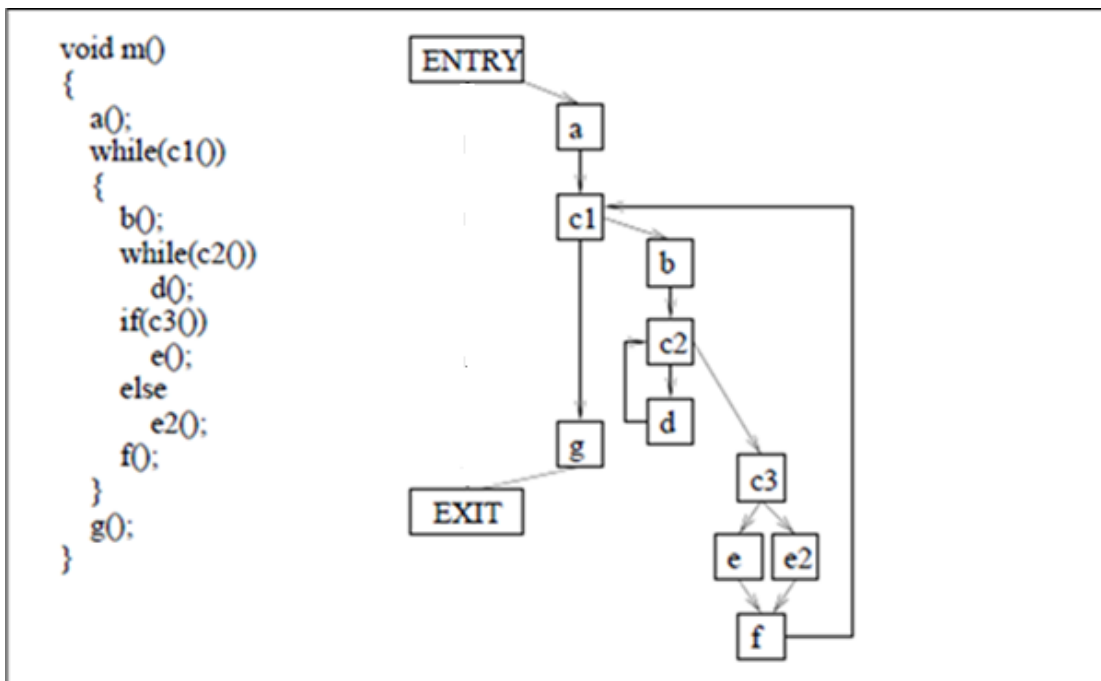 void m()
{
a();
while(c1())
{
b();
while(c2())
d();
if(c3())
e();
else
e2();
f();
}
g();
}
ENTRY
a
c1
b
c2
d
g
c3
EXIT
e
e2
f